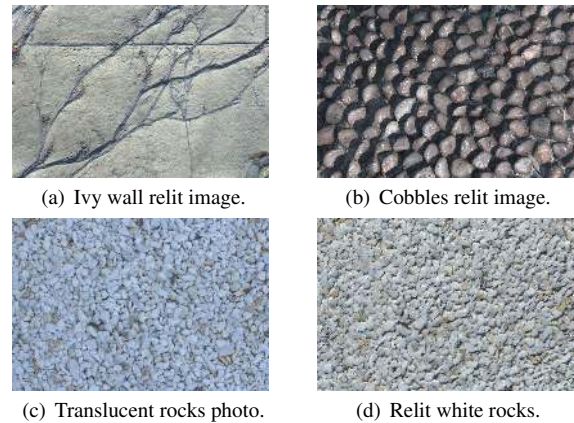 (a) Ivy wall relit image.
(b) Cobbles relit image.
(c) Translucent rocks photo.
(d) Relit white rocks.